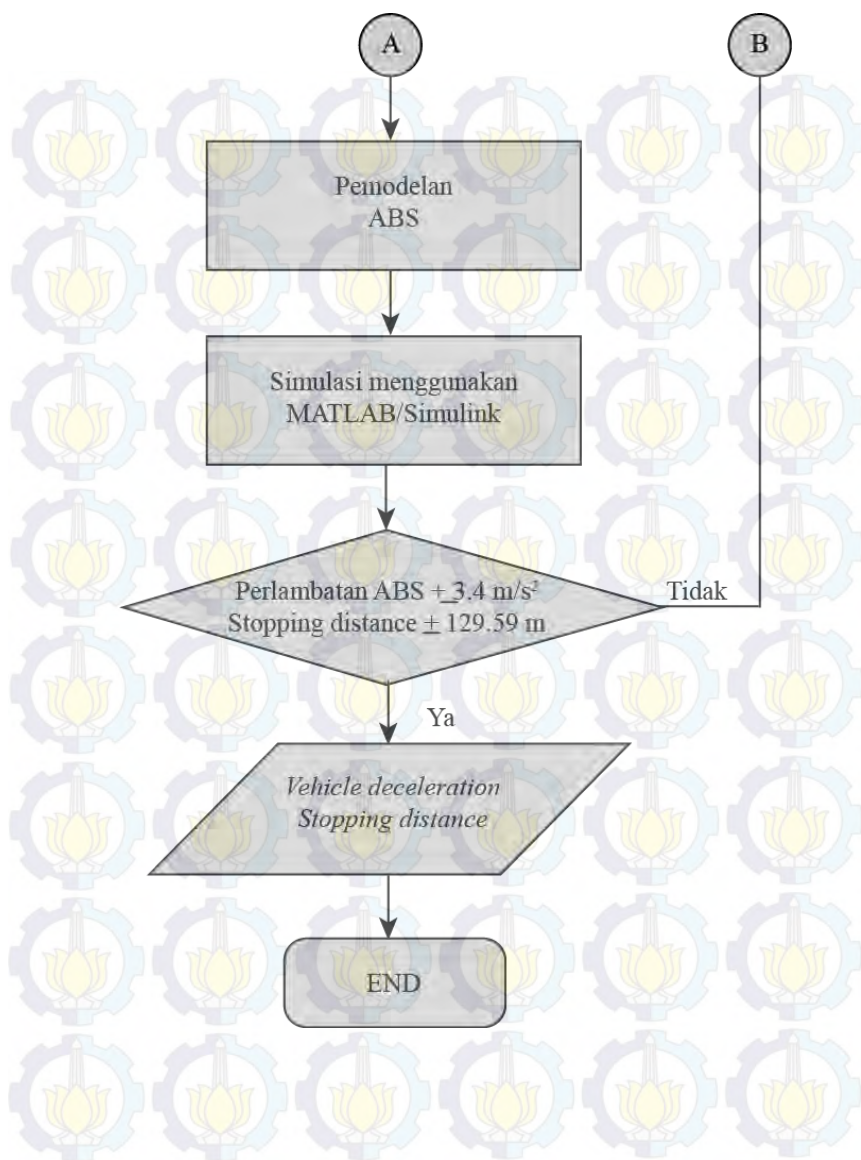 A
B
Pemodelan
ABS
Simulasi menggunakan
MATLAB/Simulink
Perlambatan ABS ± 3.4 m/s²
Stopping distance ± 129.59 m
Tidak
Ya
Vehicle deceleration
Stopping distance
END